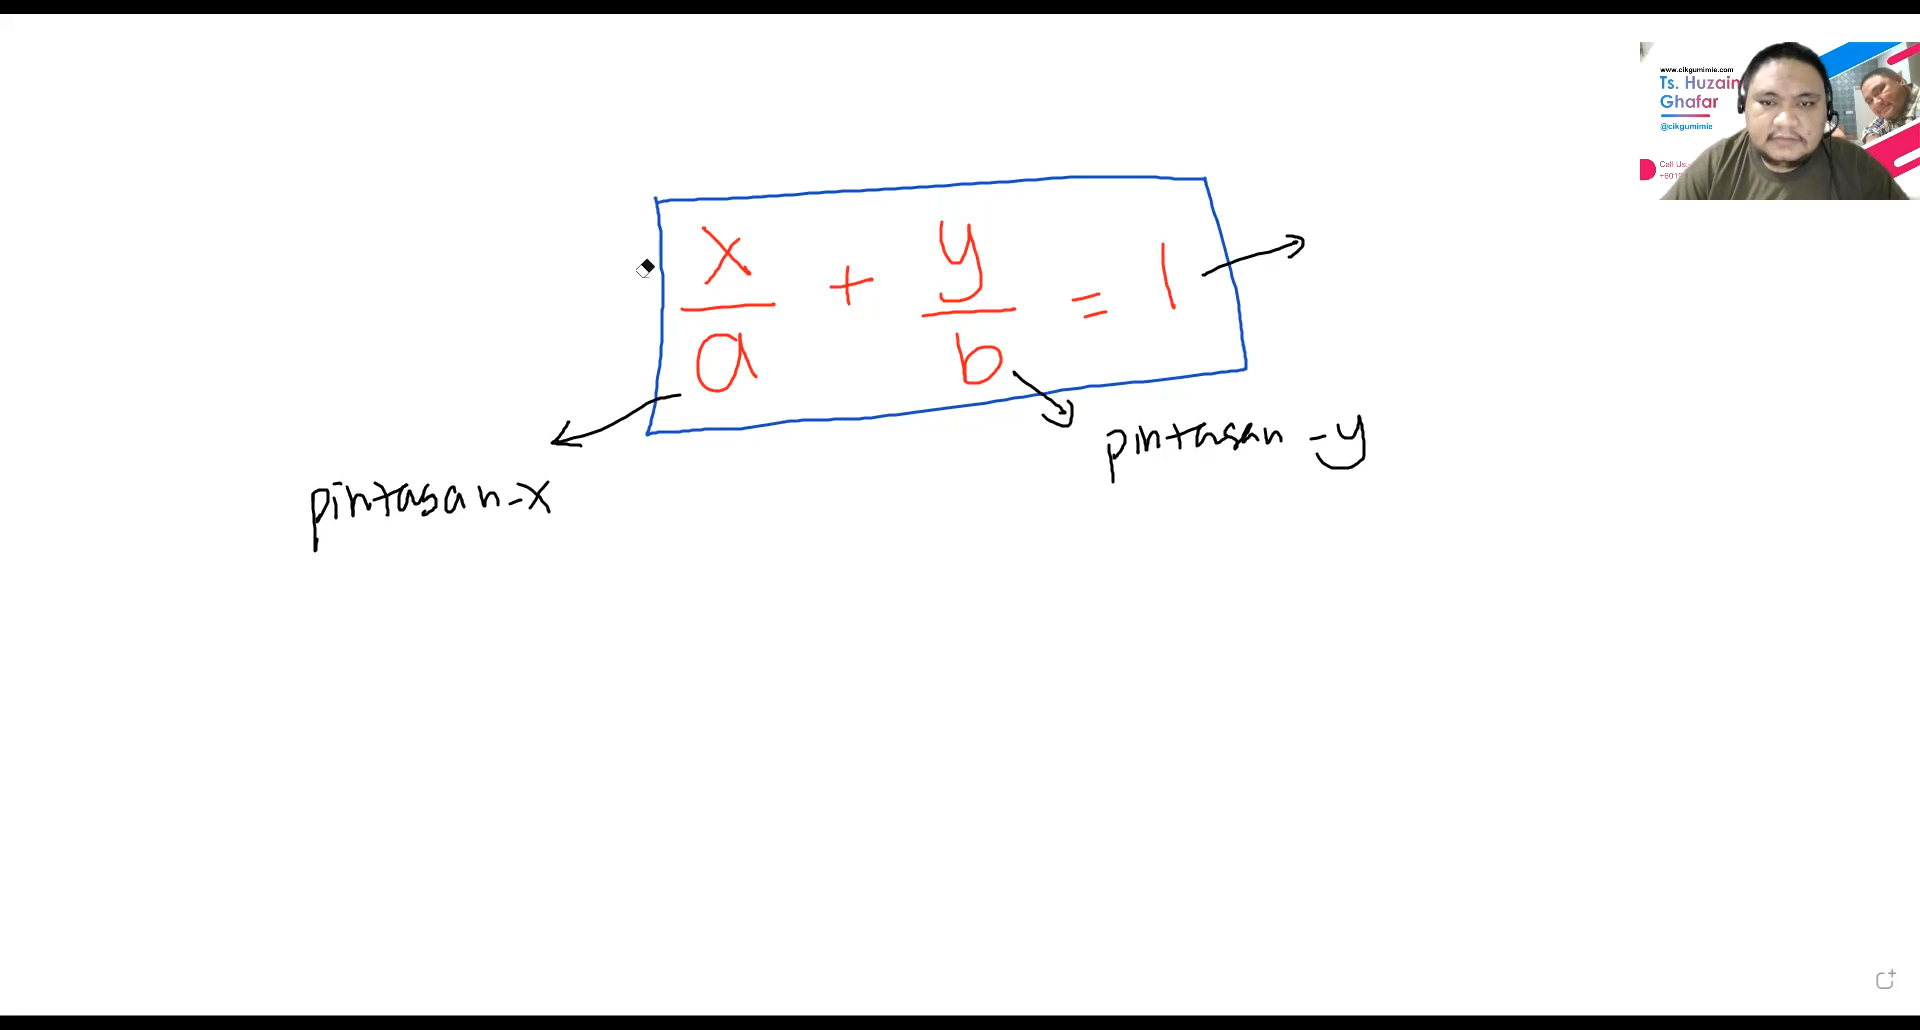 www.cikgumimie.com
Ts. Huzain
Ghafar
@cikgumimie
Call Us:
x/a + y/b = 1
pintasan-y
pintasan-x